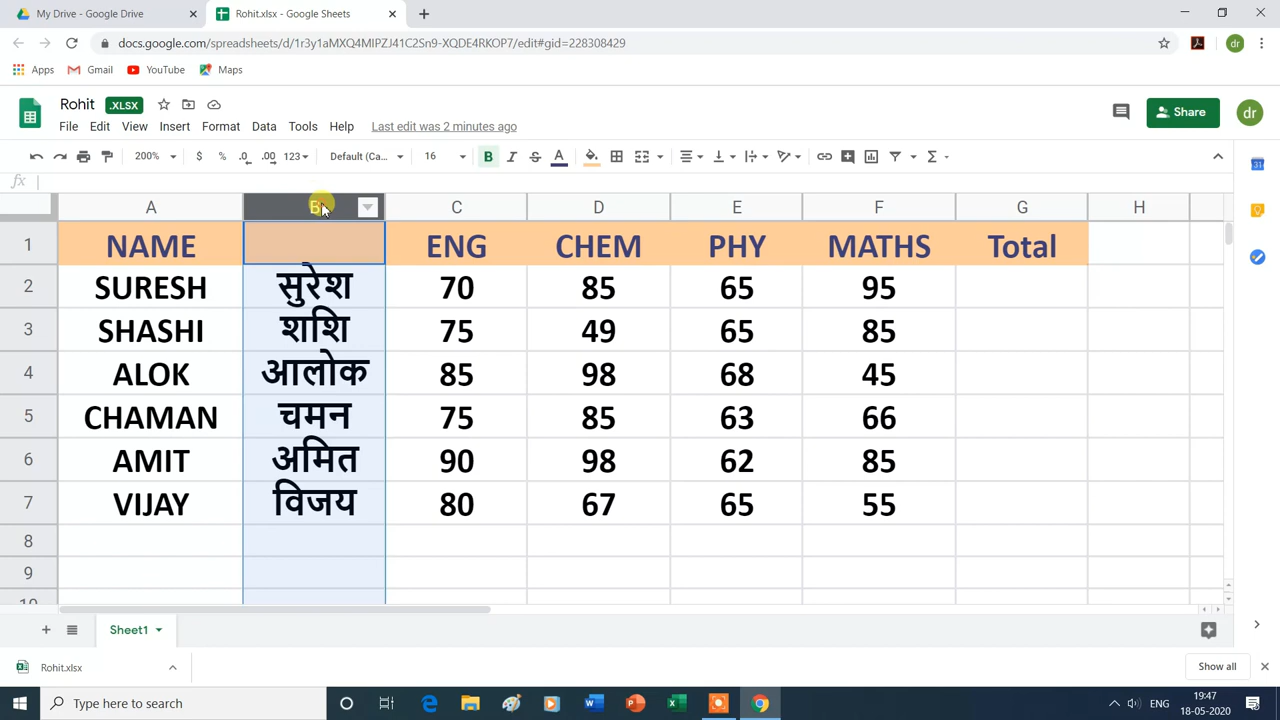 My Drive - Google Drive
Rohit.xlsx - Google Sheets
docs.google.com/spreadsheets/d/1r3y1aMXQ4MIPZJ41C2Sn9-XQDE4RKOP7/edit#gid=228308429
dr
Apps Gmail YouTube Maps
Rohit .XLSX
Share
dr
File Edit View Insert Format Data Tools Help Last edit was 2 minutes ago
200% $ % .0 .00 123 Default (Ca... 16 B I S A Σ
fx
31
A B C D E F G H
1 NAME ENG CHEM PHY MATHS Total
2 SURESH सुरेश 70 85 65 95
3 SHASHI शशि 75 49 65 85
4 ALOK आलोक 85 98 68 45
5 CHAMAN चमन 75 85 63 66
6 AMIT अमित 90 98 62 85
7 VIJAY विजय 80 67 65 55
8
9
10
Sheet1
Rohit.xlsx
Show all
Type here to search
ENG
19:47
18-05-2020